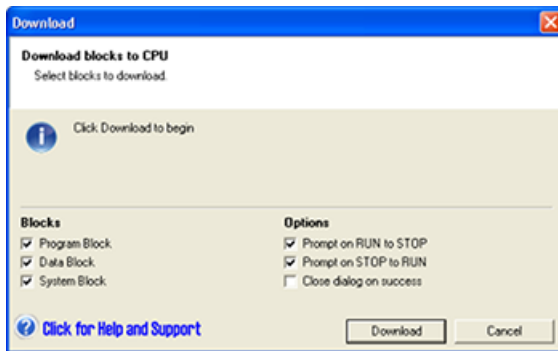 Download
Download blocks to CPU
Select blocks to download.
Click Download to begin
Blocks
Program Block
Data Block
System Block
Options
Prompt on RUN to STOP
Prompt on STOP to RUN
Close dialog on success
Click for Help and Support
Download
Cancel